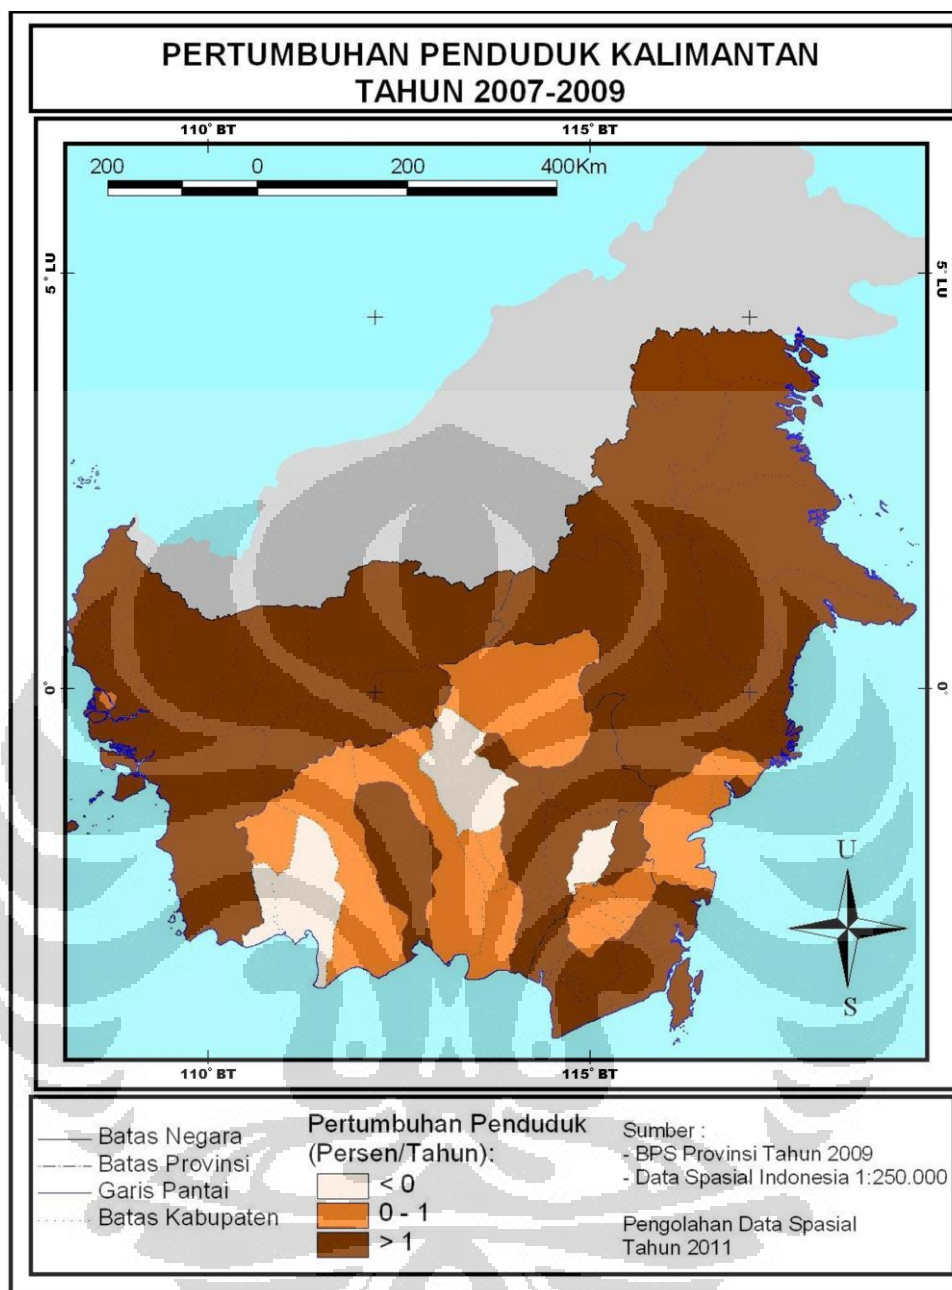 PERTUMBUHAN PENDUDUK KALIMANTAN
TAHUN 2007-2009
110° BT 115° BT
200 0 200 400Km
5° LU 5° LU
0° 0°
U
S
110° BT 115° BT
Batas Negara
Batas Provinsi
Garis Pantai
Batas Kabupaten
Pertumbuhan Penduduk
(Persen/Tahun):
< 0
0 - 1
> 1
Sumber :
- BPS Provinsi Tahun 2009
- Data Spasial Indonesia 1:250.000
Pengolahan Data Spasial
Tahun 2011